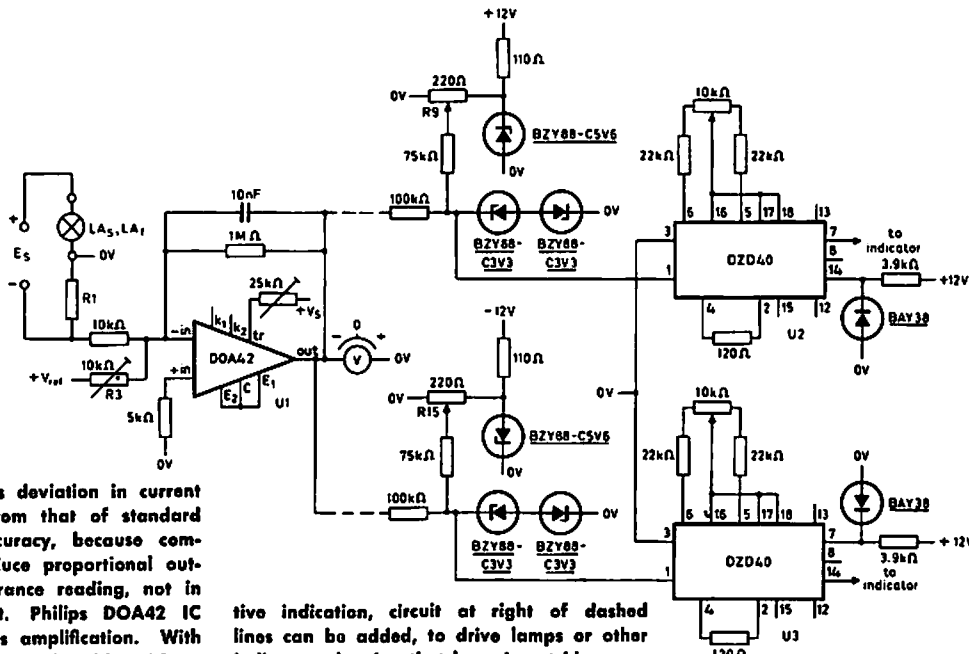 +12V
110Ω
220Ω
0V
R9
BZY88-C5V6
0V
75kΩ
10nF
1MΩ
100kΩ
0V
BZY88-
C3V3
BZY88-
C3V3
10kΩ
22kΩ
22kΩ
6
16
5
17
18
13
3
7
to
indicator
8
1
DZD40
14
3.9kΩ
+12V
4
2
15
12
120Ω
U2
BAY38
0V
+
ES
-
LAS, LA1
0V
R1
10kΩ
+Vref
10kΩ
R3
5kΩ
0V
25kΩ
+VS
k1
k2
tr
-in
DOA42
out
+in
E2
C
E1
U1
- 0 +
V
0V
-12V
110Ω
220Ω
0V
R15
BZY88-C5V6
0V
75kΩ
100kΩ
0V
BZY88-
C3V3
BZY88-
C3V3
0V
10kΩ
22kΩ
22kΩ
6
16
5
17
18
13
0V
BAY38
3
7
3.9kΩ
+12V
8
1
DZD40
14
to
indicator
4
2
15
12
U3
120Ω
s deviation in current
rom that of standard
curacy, because com-
uce proportional out-
rance reading, not in
t. Philips DOA42 IC
s amplification. With
tive indication, circuit at right of dashed
lines can be added, to drive lamps or other